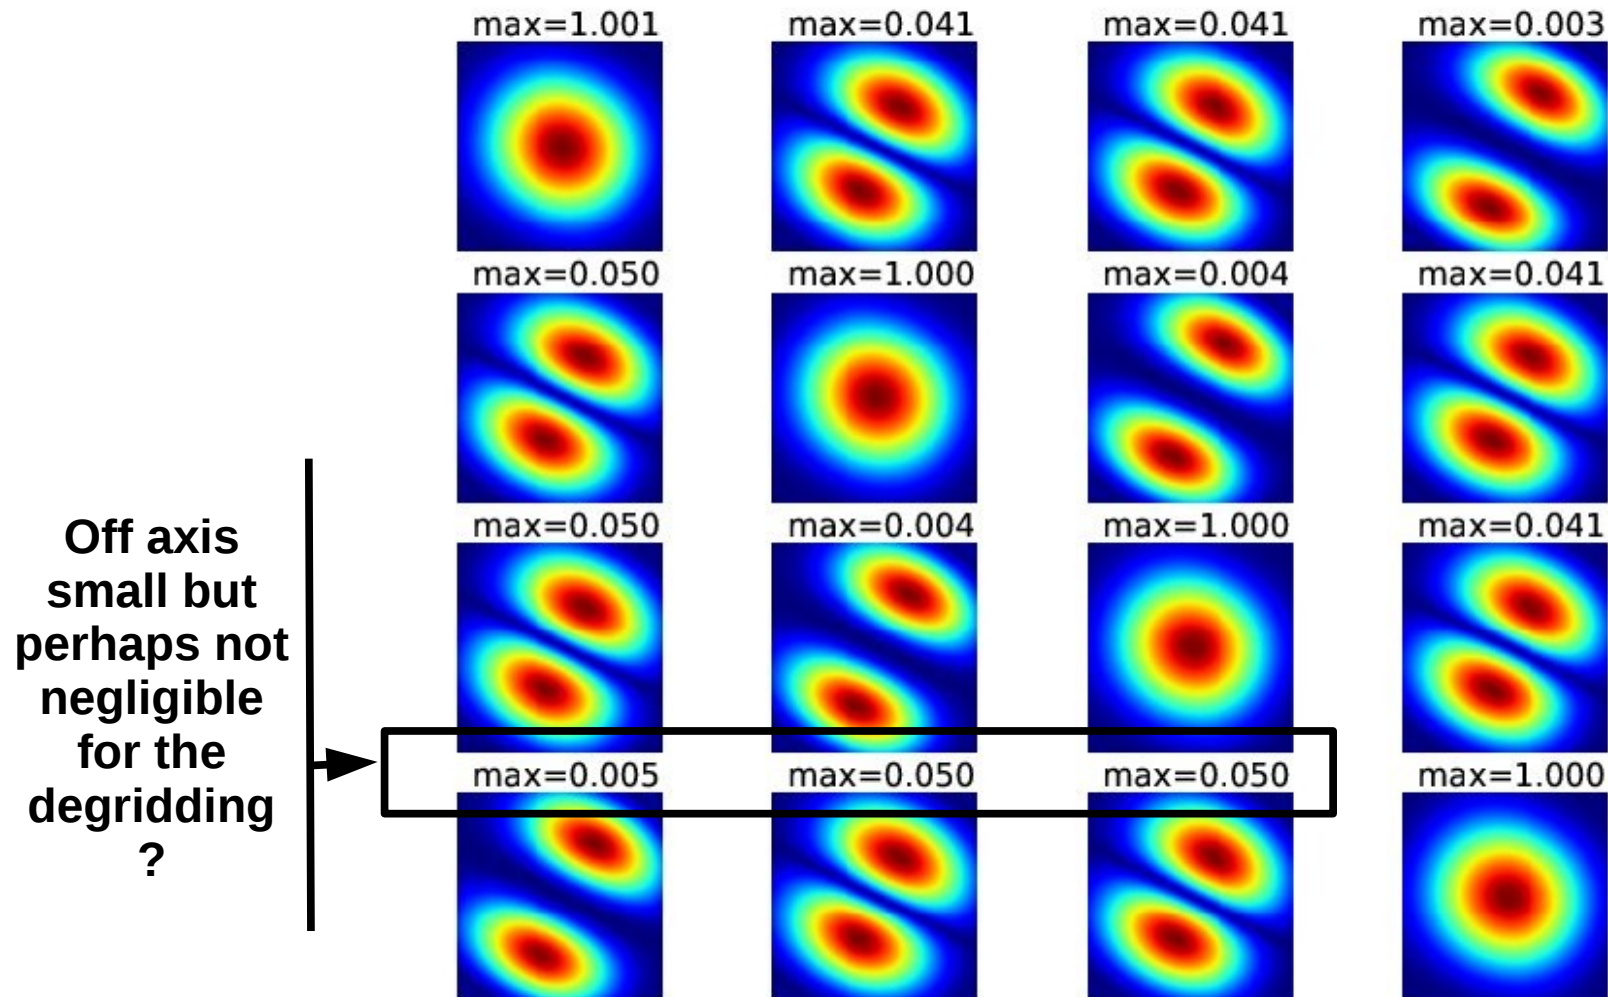 max=1.001 max=0.041 max=0.041 max=0.003
max=0.050 max=1.000 max=0.004 max=0.041
max=0.050 max=0.004 max=1.000 max=0.041
max=0.005 max=0.050 max=0.050 max=1.000
Off axis
small but
perhaps not
negligible
for the
degridding
?